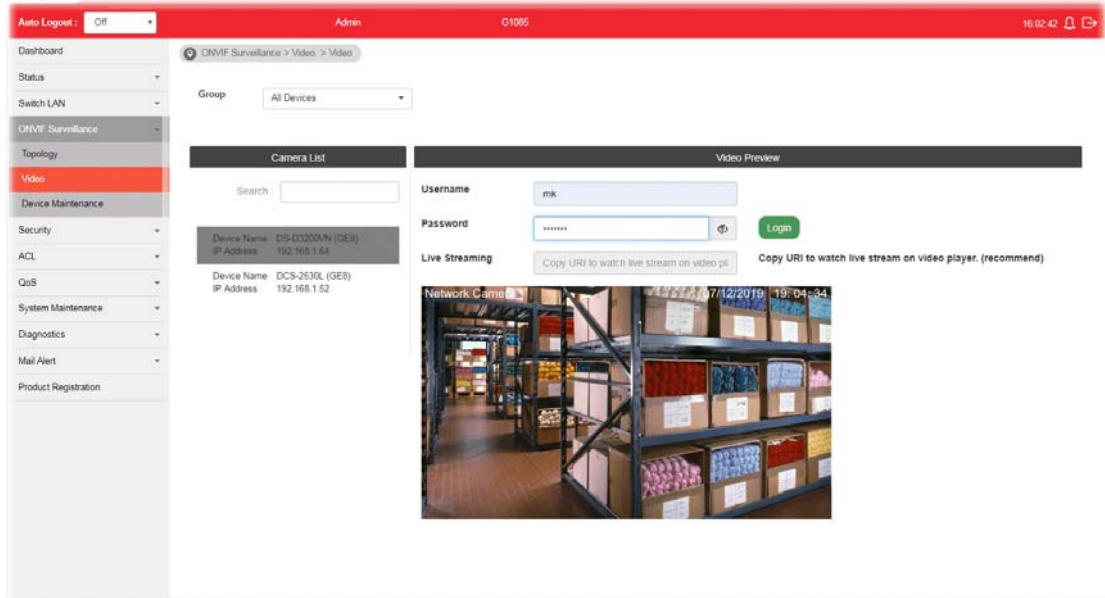 Auto Logout : Off Admin G1085 16:02:42
Dashboard
Status
Switch LAN
ONVIF Surveillance
Topology
Video
Device Maintenance
Security
ACL
QoS
System Maintenance
Diagnostics
Mail Alert
Product Registration
ONVIF Surveillance > Video > Video
Group All Devices
Camera List
Search :
Device Name DS-D3200VN (GE8)
IP Address 192.168.1.64
Device Name DCS-2630L (GE8)
IP Address 192.168.1.52
Video Preview
Username mk
Password ••••••• Login
Live Streaming Copy URI to watch live stream on video Copy URI to watch live stream on video player. (recommend)
Network Came 07/12/2019 19:04:34